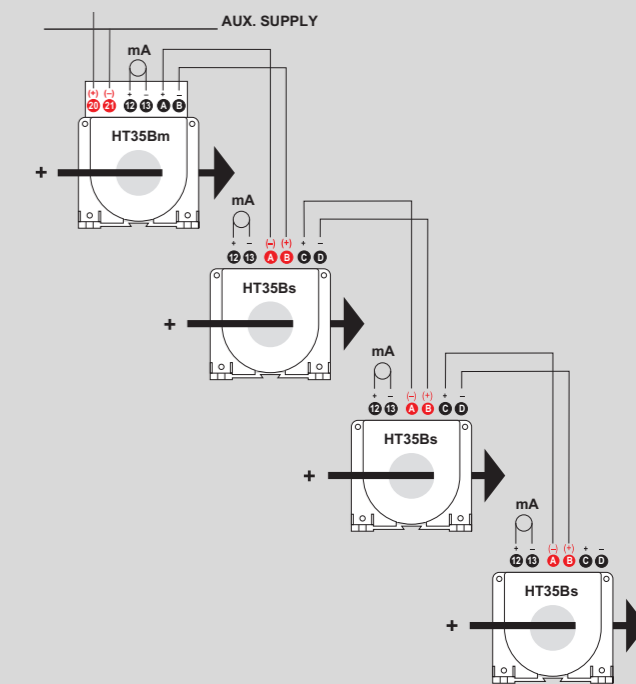 AUX. SUPPLY
mA
(+) (–) + – + –
20 21 12 13 A B
HT35Bm
+
mA
+ – (–) (+) + –
12 13 A B C D
HT35Bs
+
mA
+ – (–) (+) + –
12 13 A B C D
HT35Bs
+
mA
+ – (–) (+) + –
12 13 A B C D
HT35Bs
+